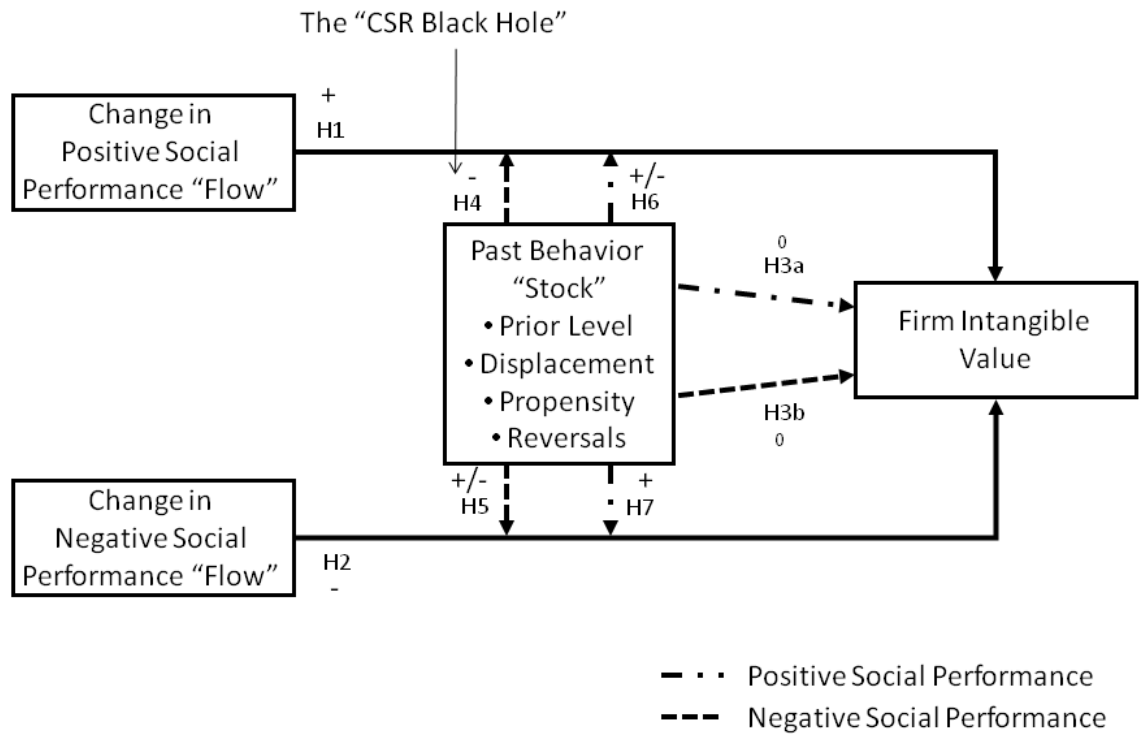 The “CSR Black Hole”
+
H1
Change in
Positive Social
Performance “Flow”
-
H4
+/-
H6
Past Behavior
“Stock”
• Prior Level
• Displacement
• Propensity
• Reversals
0
H3a
Firm Intangible
Value
H3b
0
+/-
H5
+
H7
Change in
Negative Social
Performance “Flow”
H2
-
Positive Social Performance
Negative Social Performance